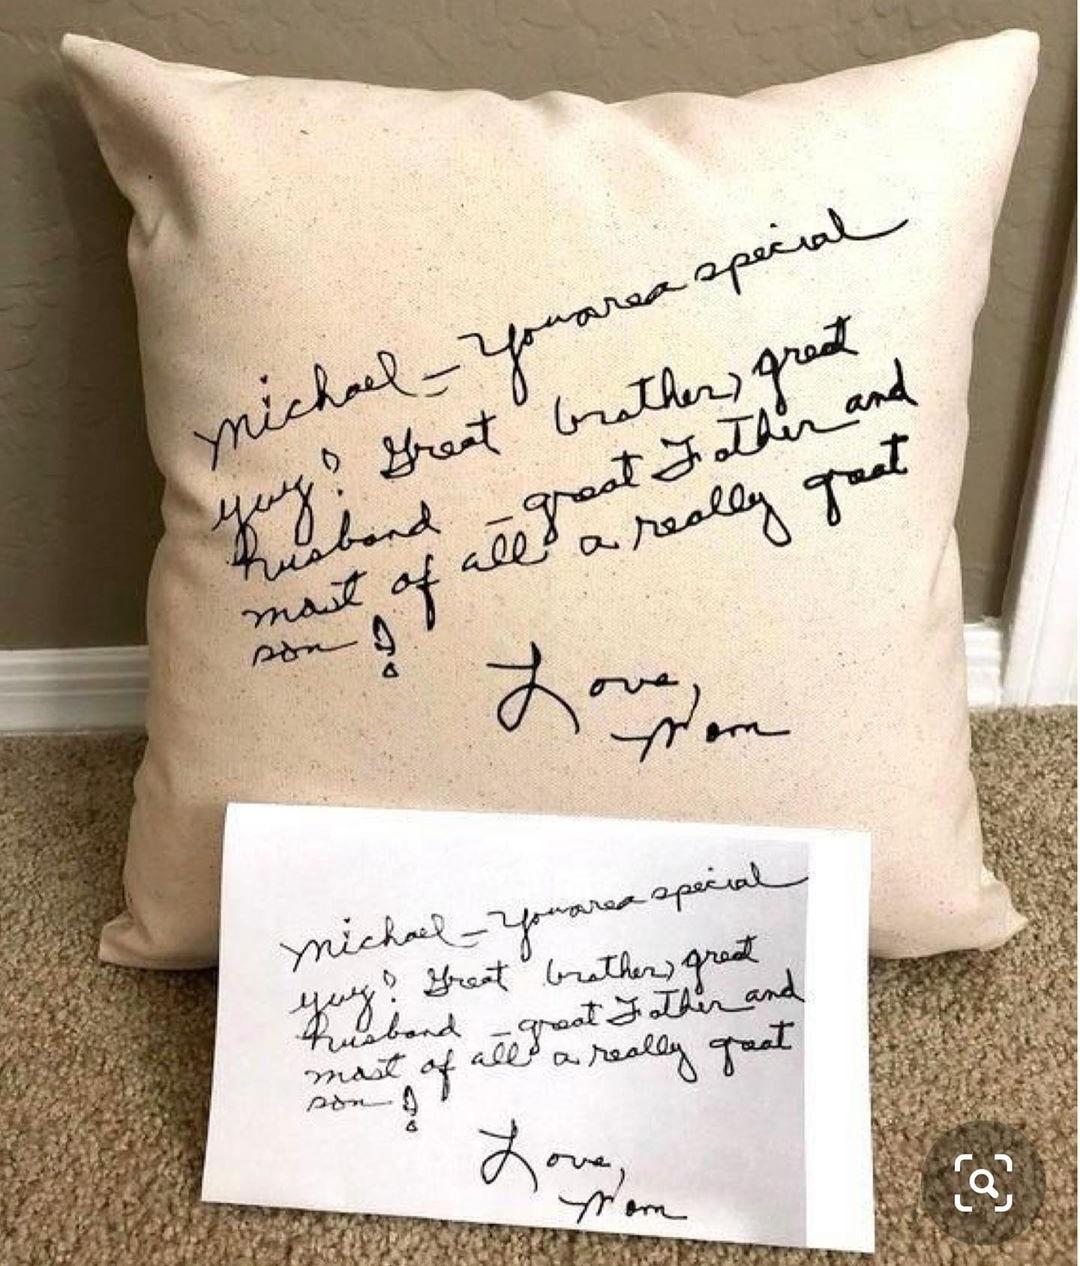 Michael - You are a special
guy! Great brother, great
husband - great Father and
most of all a really great
son!
Love,
Mom
Michael - You are a special
guy! Great brother, great
husband - great Father and
most of all a really great
son!
Love,
Mom